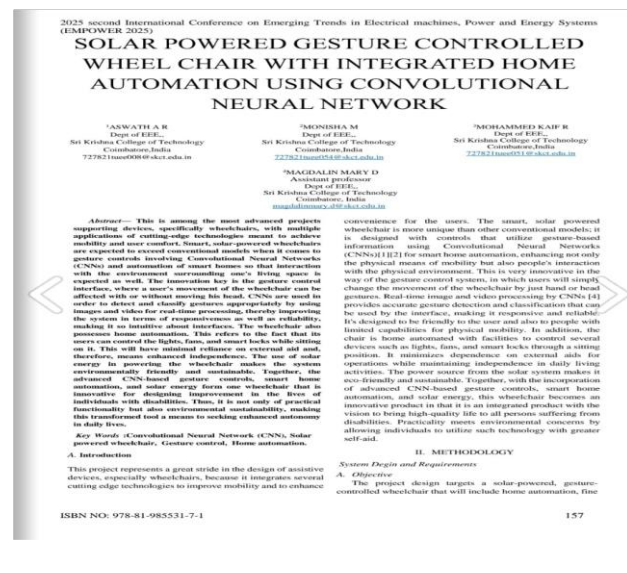 2025 second International Conference on Emerging Trends in Electrical machines, Power and Energy Systems
(EMPOWER 2025)
SOLAR POWERED GESTURE CONTROLLED
WHEEL CHAIR WITH INTEGRATED HOME
AUTOMATION USING CONVOLUTIONAL
NEURAL NETWORK
¹ASWATH A R
Dept of EEE,,
Sri Krishna College of Technology
Coimbatore,India
727821tuee008@skct.edu.in
²MONISHA M
Dept of EEE,,
Sri Krishna College of Technology
Coimbatore,India
727821tuee054@skct.edu.in
³MOHAMMED KAIF R
Dept of EEE,,
Sri Krishna College of Technology
Coimbatore,India
727821tuee051@skct.edu.in
⁴MAGDALIN MARY D
Assistant professor
Dept of EEE,,
Sri Krishna College of Technology
Coimbatore, India
magdalinmary.d@skct.edu.in
Abstract— This is among the most advanced projects
supporting devices, specifically wheelchairs, with multiple
applications of cutting-edge technologies meant to achieve
mobility and user comfort. Smart, solar-powered wheelchairs
are expected to exceed conventional models when it comes to
gesture controls involving Convolutional Neural Networks
(CNNs) and automation of smart homes so that interaction
with the environment surrounding one's living space is
expected as well. The innovation key is the gesture control
interface, where a user's movement of the wheelchair can be
affected with or without moving his head. CNNs are used in
order to detect and classify gestures appropriately by using
images and video for real-time processing, thereby improving
the system in terms of responsiveness as well as reliability,
making it so intuitive about interfaces. The wheelchair also
possesses home automation. This refers to the fact that its
users can control the lights, fans, and smart locks while sitting
on it. This will have minimal reliance on external aid and,
therefore, means enhanced independence. The use of solar
energy in powering the wheelchair makes the system
environmentally friendly and sustainable. Together, the
advanced CNN-based gesture controls, smart home
automation, and solar energy form one wheelchair that is
innovative for designing improvement in the lives of
individuals with disabilities. Thus, it is not only of practical
functionality but also environmental sustainability, making
this transformed tool a means to seeking enhanced autonomy
in daily lives.
Key Words :Convolutional Neural Network (CNN), Solar
powered wheelchair, Gesture control, Home automation.
A. Introduction
This project represents a great stride in the design of assistive
devices, especially wheelchairs, because it integrates several
cutting edge technologies to improve mobility and to enhance
convenience for the users. The smart, solar powered
wheelchair is more unique than other conventional models; it
is designed with controls that utilize gesture-based
information using Convolutional Neural Networks
(CNNs)[1][2] for smart home automation, enhancing not only
the physical means of mobility but also people's interaction
with the physical environment. This is very innovative in the
way of the gesture control system, in which users will simply
change the movement of the wheelchair by just hand or head
gestures. Real-time image and video processing by CNNs [4]
provides accurate gesture detection and classification that can
be used by the interface, making it responsive and reliable.
It's designed to be friendly to the user and also to people with
limited capabilities for physical mobility. In addition, the
chair is home automated with facilities to control several
devices such as lights, fans, and smart locks through a sitting
position. It minimizes dependence on external aids for
operations while maintaining independence in daily living
activities. The power source from the solar system makes it
eco-friendly and sustainable. Together, with the incorporation
of advanced CNN-based gesture controls, smart home
automation, and solar energy, this wheelchair becomes an
innovative product in that it is an integrated product with the
vision to bring high-quality life to all persons suffering from
disabilities. Practicality meets environmental concerns by
allowing individuals to utilize such technology with greater
self-aid.
II. METHODOLOGY
System Degin and Requirements
A. Objective
The project design targets a solar-powered, gesture-
controlled wheelchair that will include home automation, fine
ISBN NO: 978-81-985531-7-1
157